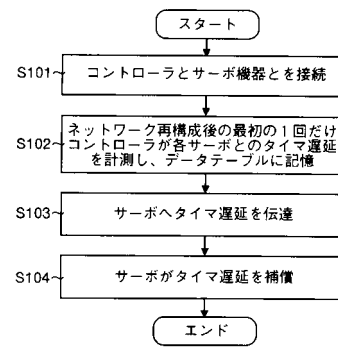 スタート
S101
コントローラとサーボ機器とを接続
S102
ネットワーク再構成後の最初の1回だけ
コントローラが各サーボとのタイマ遅延
を計測し、データテーブルに記憶
S103
サーボへタイマ遅延を伝達
S104
サーボがタイマ遅延を補償
エンド